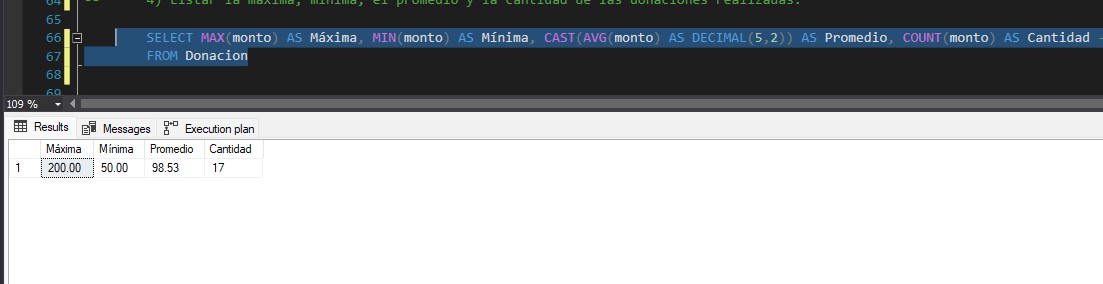 64 -- 4) Listar la máxima, mínima, el promedio y la cantidad de las donaciones realizadas.
65
66 SELECT MAX(monto) AS Máxima, MIN(monto) AS Mínima, CAST(AVG(monto) AS DECIMAL(5,2)) AS Promedio, COUNT(monto) AS Cantidad -
67 FROM Donacion
68
69
109 %
Results Messages Execution plan
Máxima Mínima Promedio Cantidad
1 200.00 50.00 98.53 17